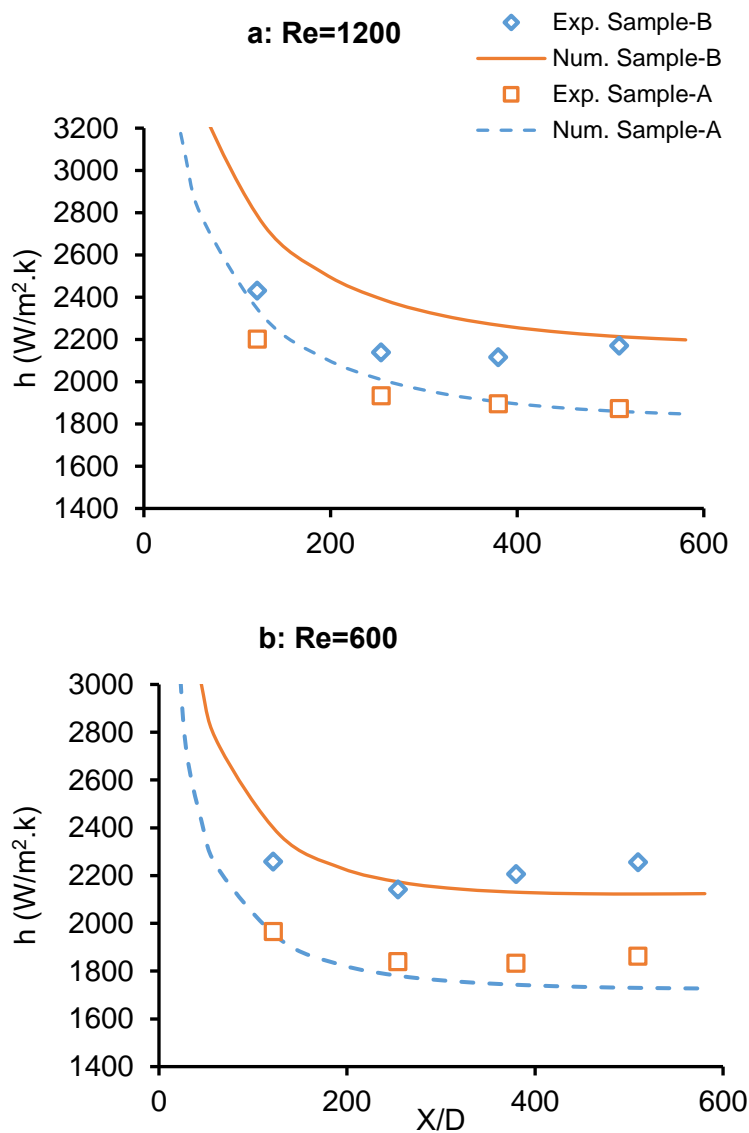 a: Re=1200
Exp. Sample-B
Num. Sample-B
Exp. Sample-A
Num. Sample-A
3200
3000
2800
2600
2400
2200
2000
1800
1600
1400
h (W/m².k)
0 200 400 600
b: Re=600
3000
2800
2600
2400
2200
2000
1800
1600
1400
h (W/m².k)
0 200 400 600
X/D